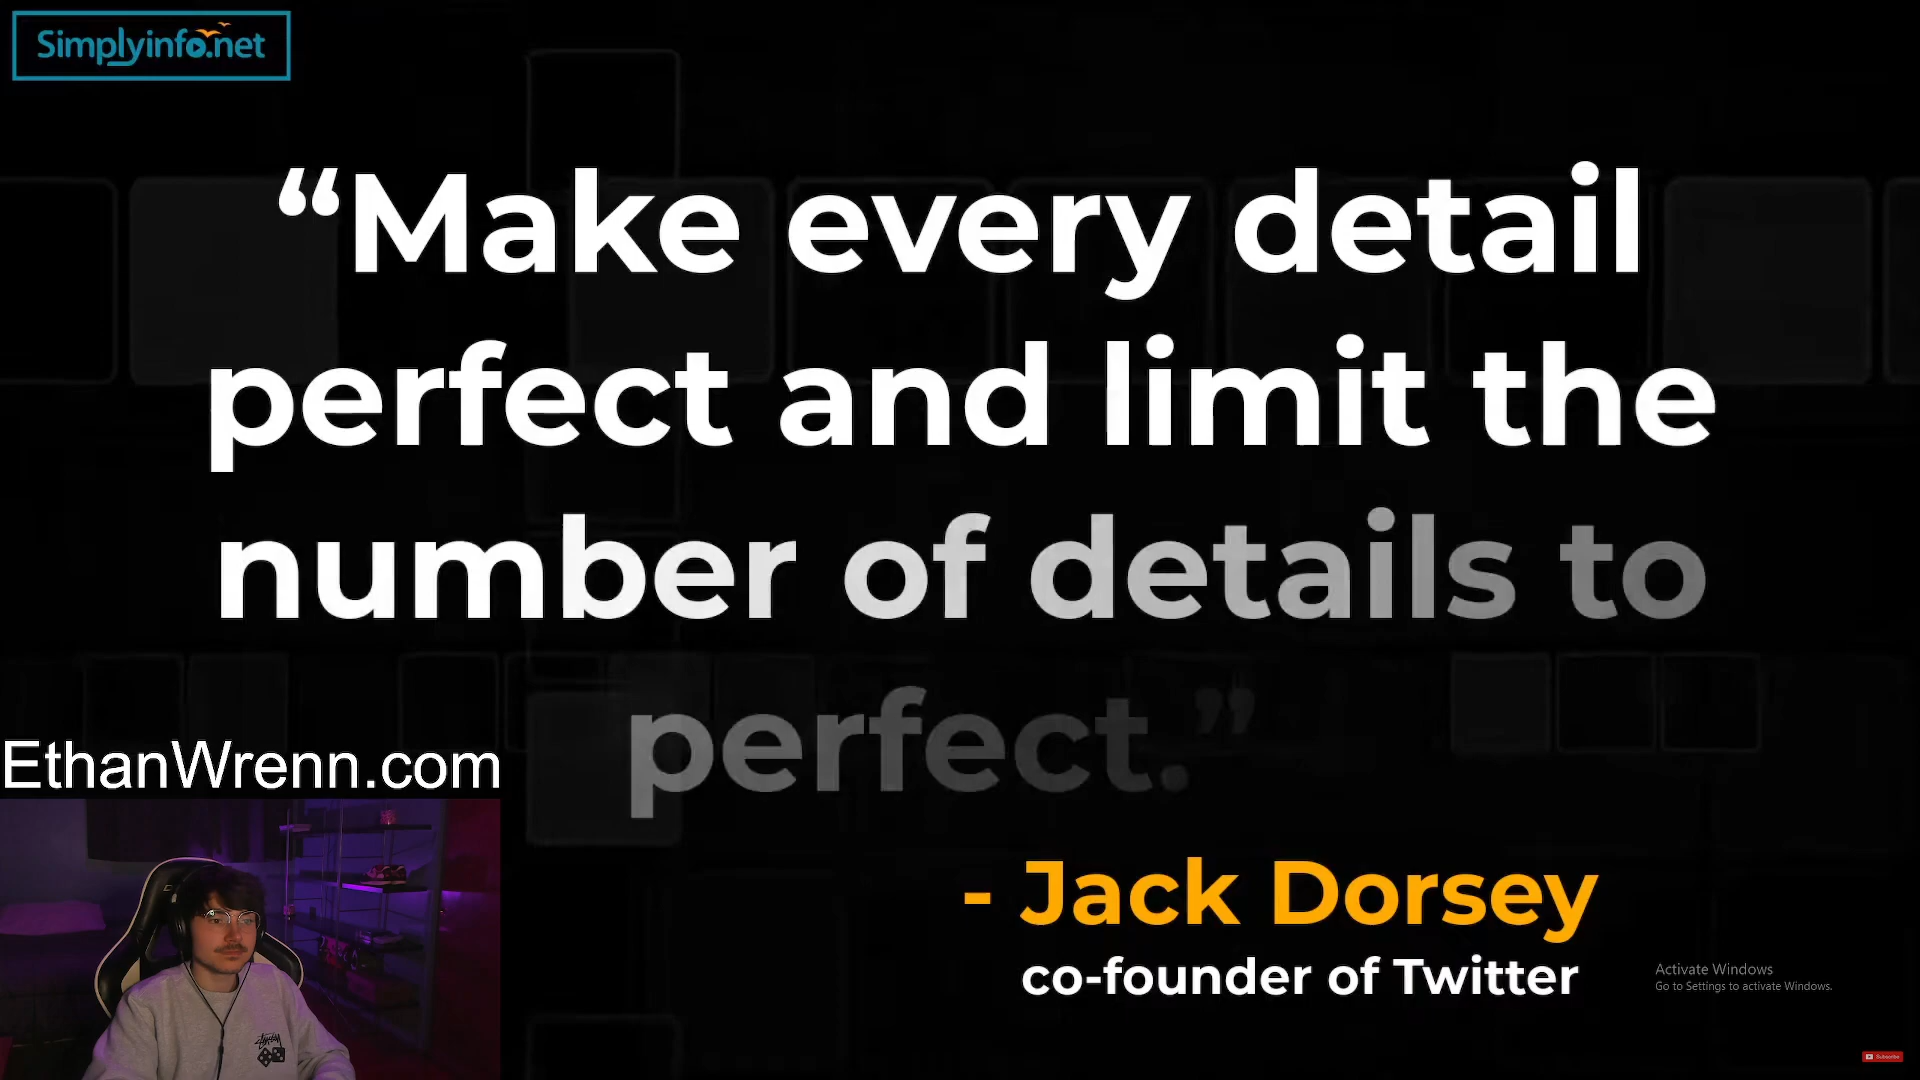 Simplyinfo.net
“Make every detail
perfect and limit the
number of details to
perfect.”
EthanWrenn.com
- Jack Dorsey
co-founder of Twitter
Activate Windows
Go to Settings to activate Windows.
Subscribe